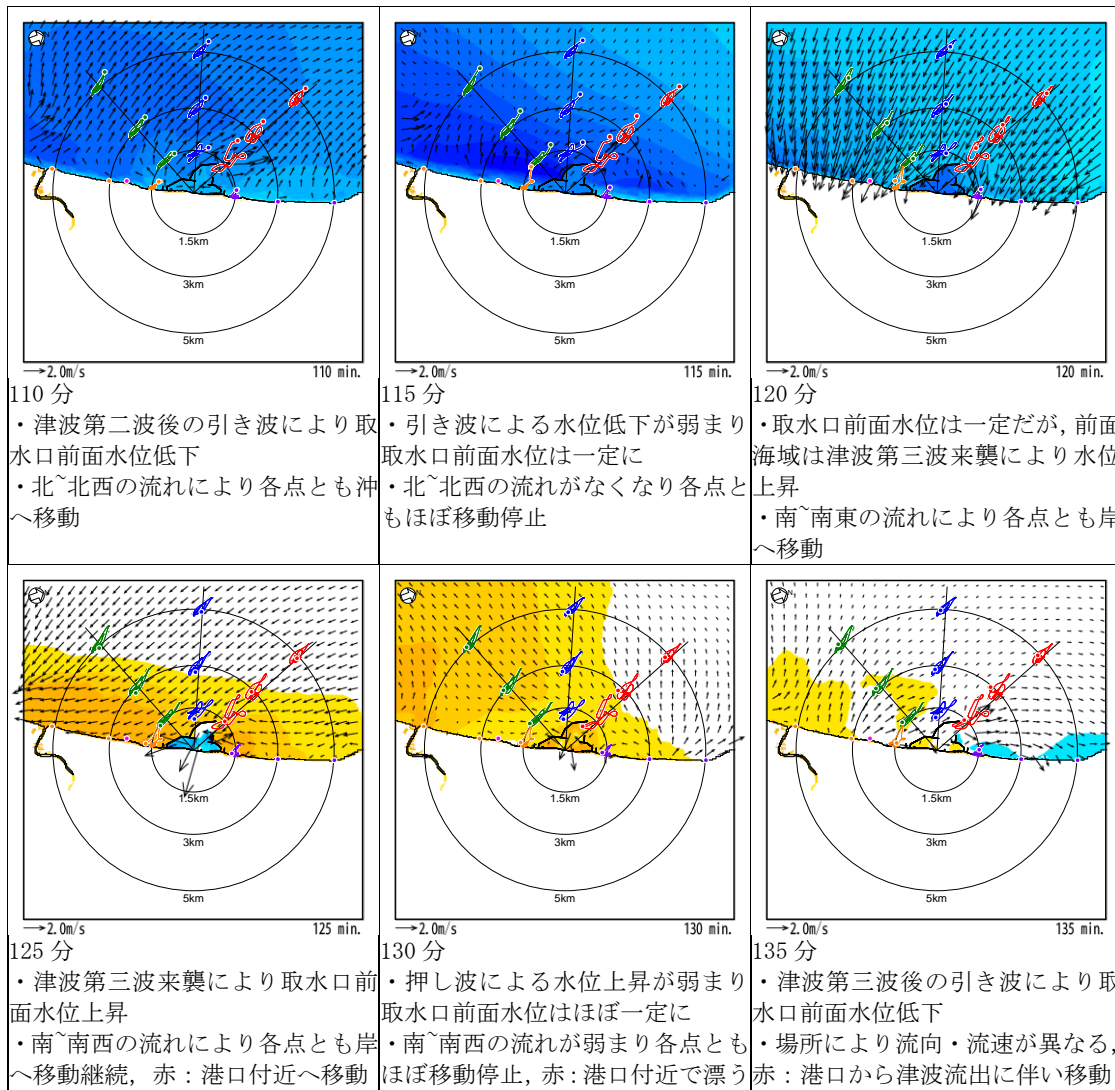 N
1.5km
3km
5km
2.0m/s
110 min.
110 分
・津波第二波後の引き波により取
水口前面水位低下
・北~北西の流れにより各点とも沖
へ移動
N
1.5km
3km
5km
2.0m/s
115 min.
115 分
・引き波による水位低下が弱まり
取水口前面水位は一定に
・北~北西の流れがなくなり各点と
もほぼ移動停止
N
1.5km
3km
5km
2.0m/s
120 min.
120 分
・取水口前面水位は一定だが, 前面
海域は津波第三波来襲により水位
上昇
・南~南東の流れにより各点とも岸
へ移動
N
1.5km
3km
5km
2.0m/s
125 min.
125 分
・津波第三波来襲により取水口前
面水位上昇
・南~南西の流れにより各点とも岸
へ移動継続, 赤：港口付近へ移動
N
1.5km
3km
5km
2.0m/s
130 min.
130 分
・押し波による水位上昇が弱まり
取水口前面水位はほぼ一定に
・南~南西の流れが弱まり各点とも
ほぼ移動停止, 赤：港口付近で漂う
N
1.5km
3km
5km
2.0m/s
135 min.
135 分
・津波第三波後の引き波により取
水口前面水位低下
・場所により流向・流速が異なる,
赤：港口から津波流出に伴い移動